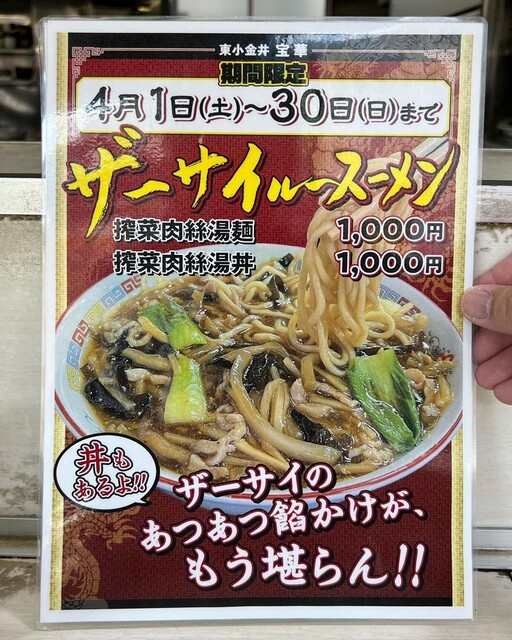 東小金井 宝華
期間限定
4月1日(土)~30日(日)まで
ザーサイルースーメン
搾菜肉絲湯麺 1,000円
搾菜肉絲湯丼 1,000円
丼も
あるよ!!
ザーサイの
あつあつ餡かけが、
もう堪らん!!